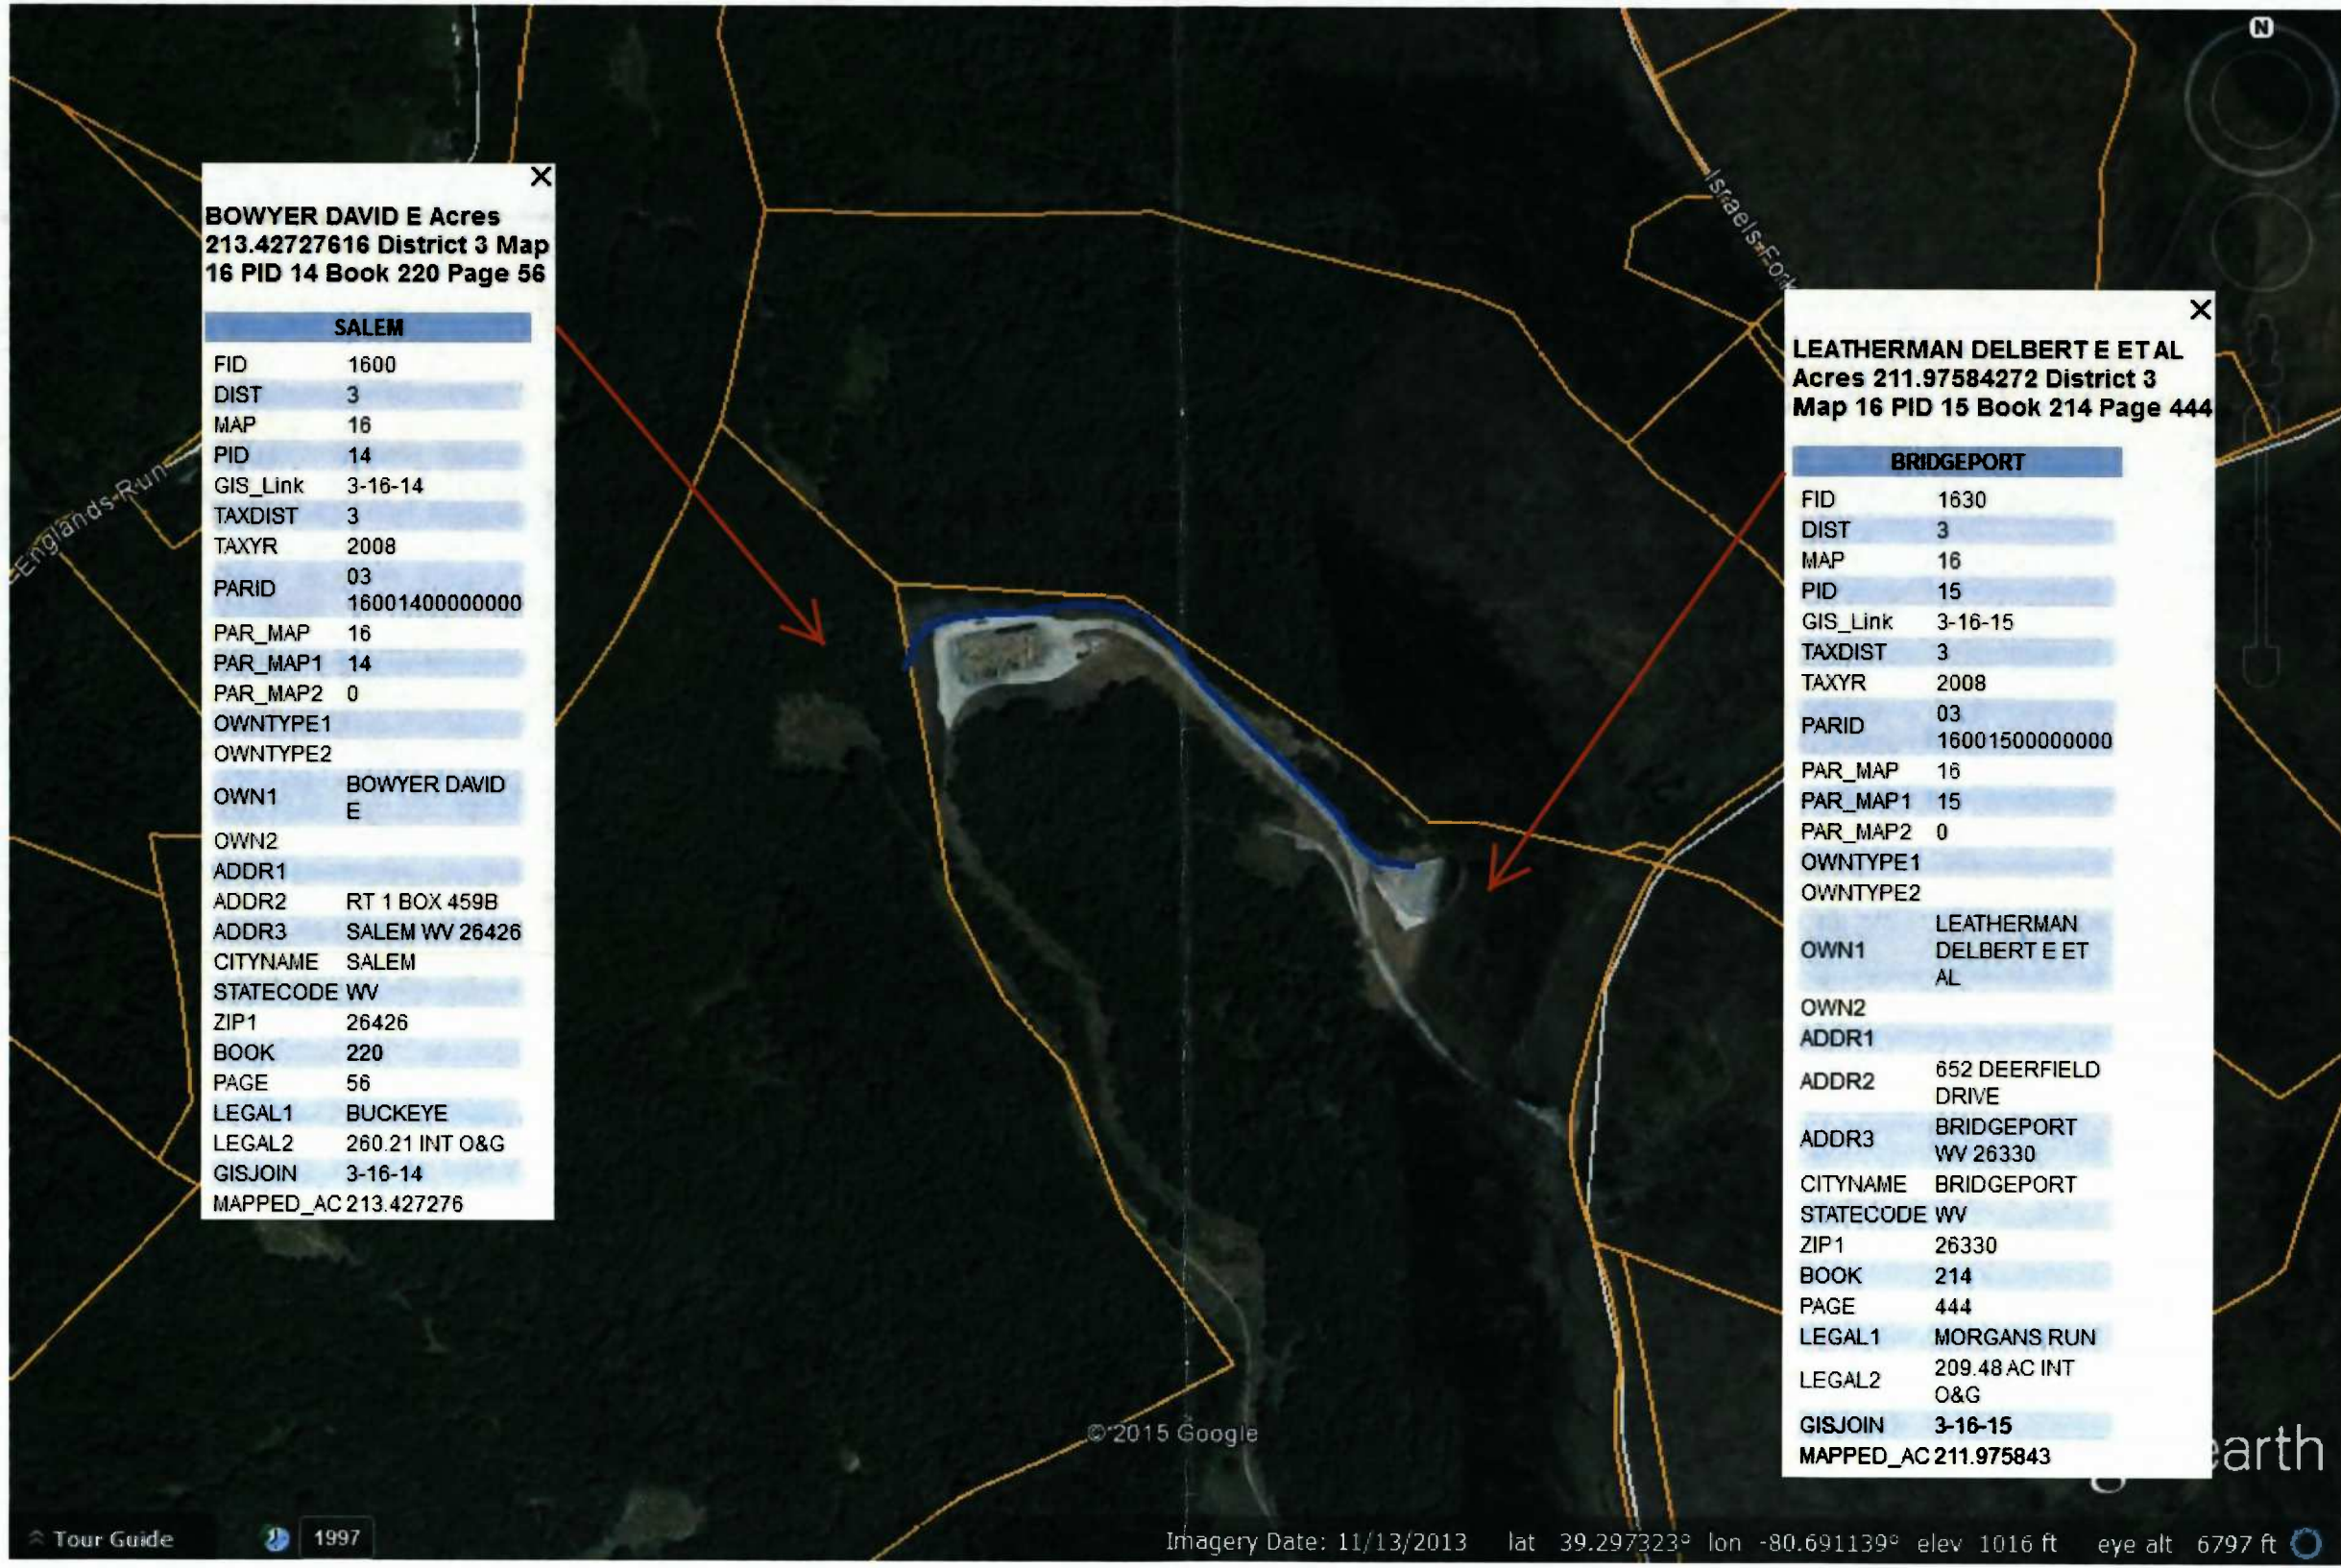 N
Israels-Fork
Englands-Run
BOWYER DAVID E Acres
213.42727616 District 3 Map
16 PID 14 Book 220 Page 56
SALEM
FID 1600
DIST 3
MAP 16
PID 14
GIS_Link 3-16-14
TAXDIST 3
TAXYR 2008
PARID 03
16001400000000
PAR_MAP 16
PAR_MAP1 14
PAR_MAP2 0
OWNTYPE1
OWNTYPE2
OWN1 BOWYER DAVID
E
OWN2
ADDR1
ADDR2 RT 1 BOX 459B
ADDR3 SALEM WV 26426
CITYNAME SALEM
STATECODE WV
ZIP1 26426
BOOK 220
PAGE 56
LEGAL1 BUCKEYE
LEGAL2 260.21 INT O&G
GISJOIN 3-16-14
MAPPED_AC 213.427276
LEATHERMAN DELBERT E ET AL
Acres 211.97584272 District 3
Map 16 PID 15 Book 214 Page 444
BRIDGEPORT
FID 1630
DIST 3
MAP 16
PID 15
GIS_Link 3-16-15
TAXDIST 3
TAXYR 2008
PARID 03
16001500000000
PAR_MAP 16
PAR_MAP1 15
PAR_MAP2 0
OWNTYPE1
OWNTYPE2
OWN1 LEATHERMAN
DELBERT E ET
AL
OWN2
ADDR1
ADDR2 652 DEERFIELD
DRIVE
ADDR3 BRIDGEPORT
WV 26330
CITYNAME BRIDGEPORT
STATECODE WV
ZIP1 26330
BOOK 214
PAGE 444
LEGAL1 MORGANS RUN
LEGAL2 209.48 AC INT
O&G
GISJOIN 3-16-15
MAPPED_AC 211.975843
© 2015 Google
earth
Tour Guide
1997
Imagery Date: 11/13/2013 lat 39.297323° lon -80.691139° elev 1016 ft eye alt 6797 ft